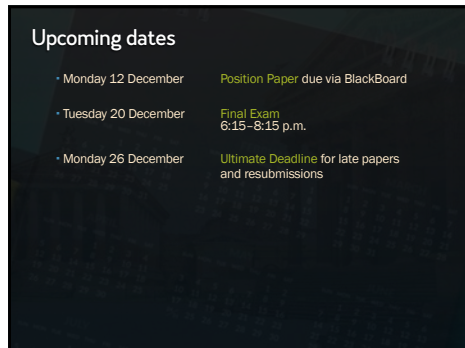 Upcoming dates
• Monday 12 December Position Paper due via BlackBoard
• Tuesday 20 December Final Exam
6:15–8:15 p.m.
• Monday 26 December Ultimate Deadline for late papers
and resubmissions